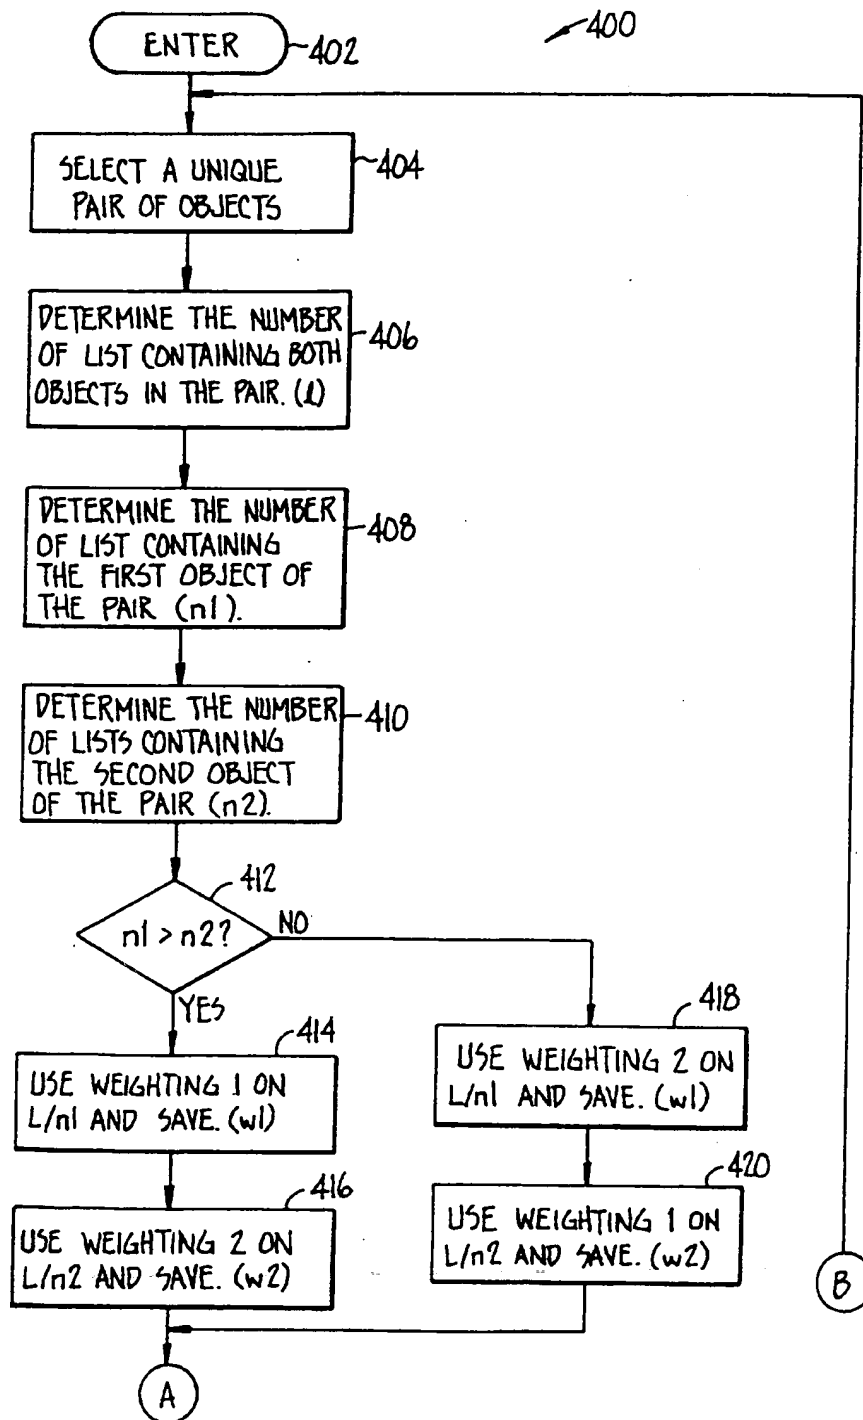 ENTER
402
400
SELECT A UNIQUE
PAIR OF OBJECTS
404
DETERMINE THE NUMBER
OF LIST CONTAINING BOTH
OBJECTS IN THE PAIR. (l)
406
DETERMINE THE NUMBER
OF LIST CONTAINING
THE FIRST OBJECT OF
THE PAIR (n1).
408
DETERMINE THE NUMBER
OF LISTS CONTAINING
THE SECOND OBJECT
OF THE PAIR (n2).
410
412
n1 > n2?
NO
YES
414
USE WEIGHTING 1 ON
L/n1 AND SAVE. (w1)
418
USE WEIGHTING 2 ON
L/n1 AND SAVE. (w1)
416
USE WEIGHTING 2 ON
L/n2 AND SAVE. (w2)
420
USE WEIGHTING 1 ON
L/n2 AND SAVE. (w2)
B
A